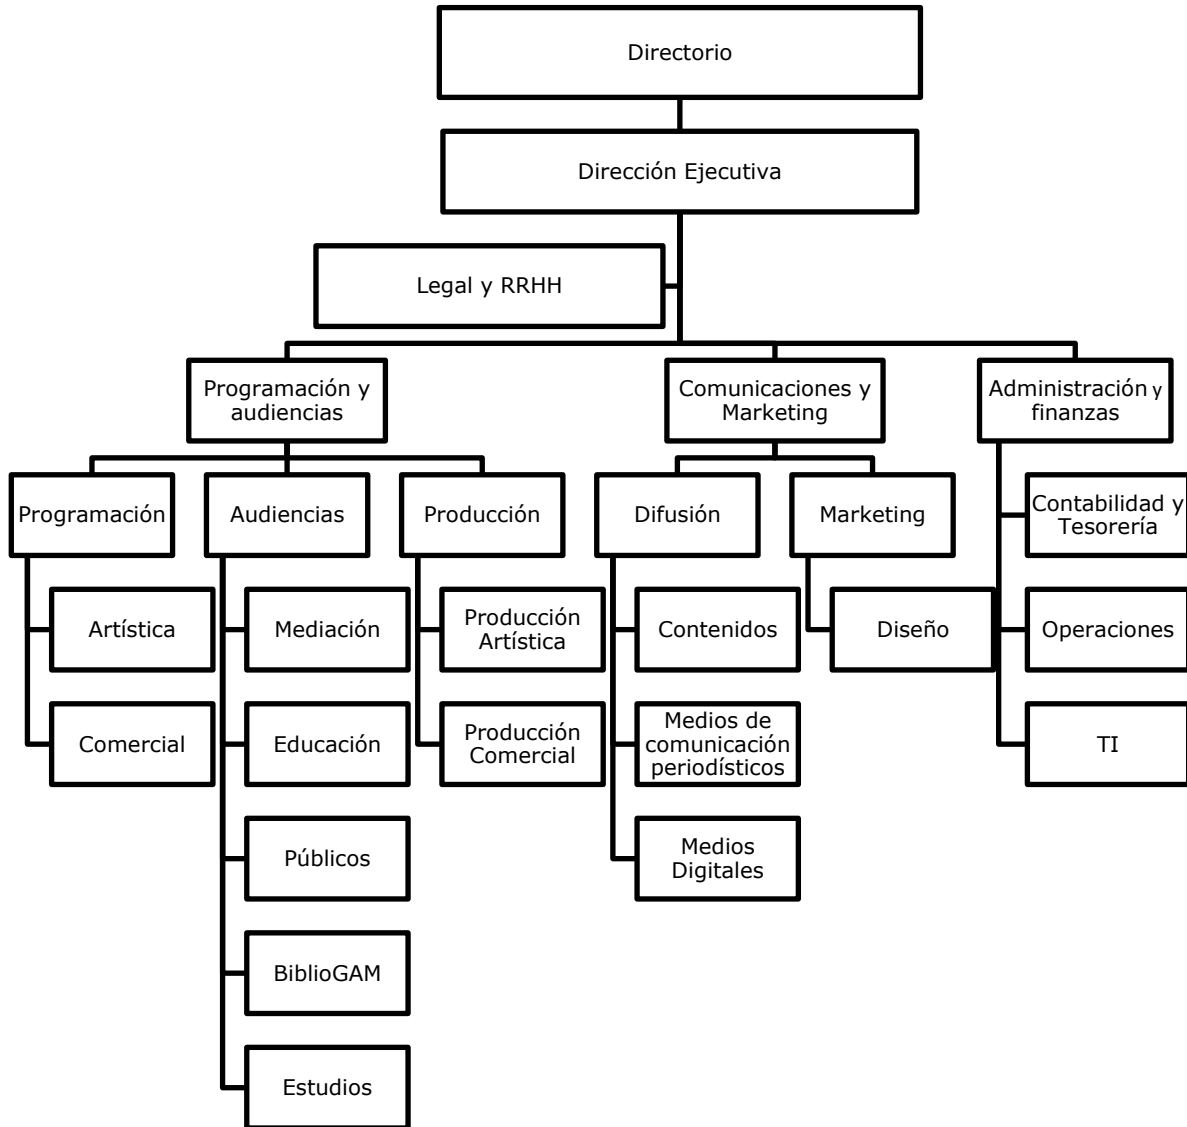 Directorio
Dirección Ejecutiva
Legal y RRHH
Programación y
audiencias
Comunicaciones y
Marketing
Administración y
finanzas
Programación
Audiencias
Producción
Difusión
Marketing
Contabilidad y
Tesorería
Artística
Mediación
Producción
Artística
Contenidos
Diseño
Operaciones
Comercial
Educación
Producción
Comercial
Medios de
comunicación
periodísticos
TI
Públicos
Medios
Digitales
BiblioGAM
Estudios